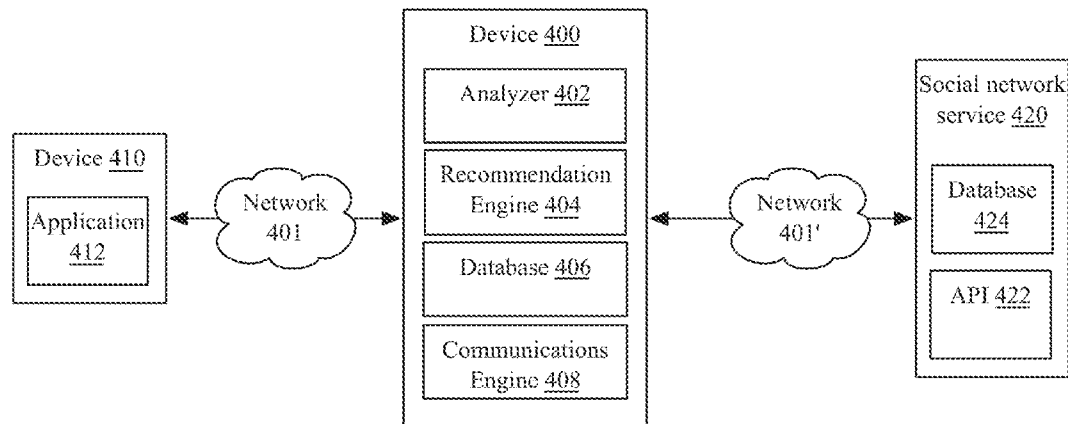 Device 410
Application
412
Network
401
Device 400
Analyzer 402
Recommendation
Engine 404
Database 406
Communications
Engine 408
Network
401'
Social network
service 420
Database
424
API 422